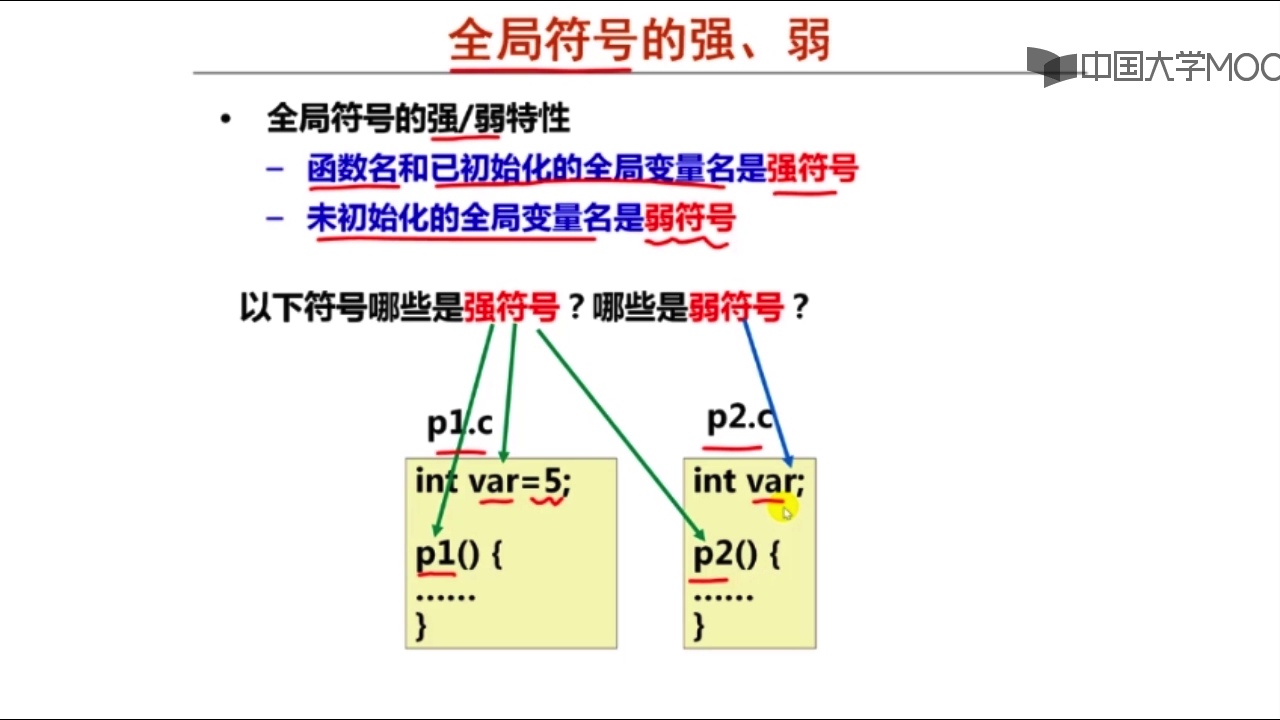 全局符号的强、弱
中国大学MOO
• 全局符号的强/弱特性
– 函数名和已初始化的全局变量名是强符号
– 未初始化的全局变量名是弱符号
以下符号哪些是强符号？哪些是弱符号？
p1.c
int var=5;
p1() {
……
}
p2.c
int var;
p2() {
……
}